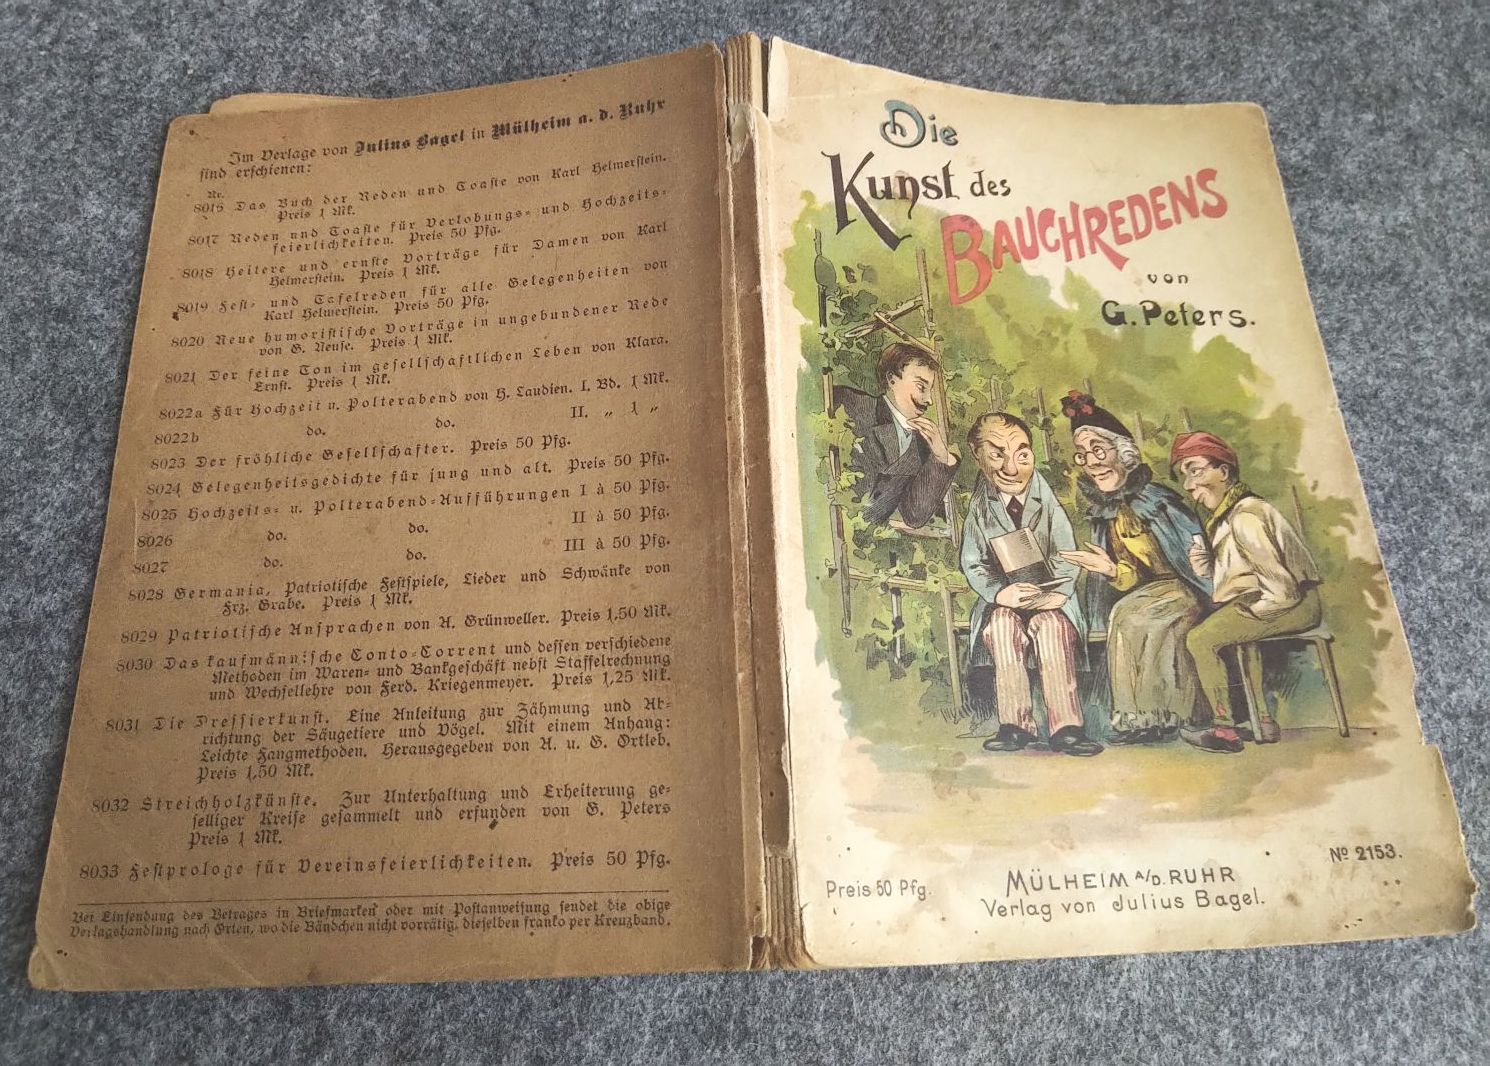 Im Verlage von Julius Bagel in Mülheim a. d. Ruhr
sind erschienen:
Nr.
8016 Das Buch der Reden und Toaste von Karl Helmerstein.
Preis 1 Mk.
8017 Reden und Toaste für Verlobungs- und Hochzeits-
feierlichkeiten. Preis 50 Pfg.
8018 Heitere und ernste Vorträge für Damen von Karl
Helmerstein. Preis 1 Mk.
8019 Fest- und Tafelreden für alle Gelegenheiten von
Karl Helmerstein. Preis 50 Pfg.
8020 Neue humoristische Vorträge in ungebundener Rede
von G. Neuse. Preis 1 Mk.
8021 Der feine Ton im gesellschaftlichen Leben von Klara.
Ernst. Preis 1 Mk.
8022a Für Hochzeit u. Polterabend von H. Laudien. I. Bd. 1 Mk.
8022b do. do. II. „ 1 „
8023 Der fröhliche Gesellschafter. Preis 50 Pfg.
8024 Gelegenheitsgedichte für jung und alt. Preis 50 Pfg.
8025 Hochzeits- u. Polterabend-Aufführungen I à 50 Pfg.
8026 do. do. II à 50 Pfg.
8027 do. do. III à 50 Pfg.
8028 Germania, Patriotische Festspiele, Lieder und Schwänke von
Frz. Grabe. Preis 1 Mk.
8029 Patriotische Ansprachen von A. Grünweller. Preis 1,50 Mk.
8030 Das kaufmännische Conto-Corrent und dessen verschiedene
Methoden im Waren- und Bankgeschäft nebst Staffelrechnung
und Wechsellehre von Ferd. Kriegenmeyer. Preis 1,25 Mk.
8031 Die Dressierkunst. Eine Anleitung zur Zähmung und Ab-
richtung der Säugetiere und Vögel. Mit einem Anhang:
Leichte Fangmethoden. Herausgegeben von A. u. G. Ortleb.
Preis 1,50 Mk.
8032 Streichholzkünste. Zur Unterhaltung und Erheiterung ge-
selliger Kreise gesammelt und erfunden von G. Peters
Preis 1 Mk.
8033 Festprologe für Vereinsfeierlichkeiten. Preis 50 Pfg.
Bei Einsendung des Betrages in Briefmarken oder mit Postanweisung sendet die obige
Verlagshandlung nach Orten, wo die Bändchen nicht vorrätig, dieselben franko per Kreuzband.
Die
Kunst des
BAUCHREDENS
von
G. Peters.
Preis 50 Pfg.
MÜLHEIM A/D. RUHR
Verlag von Julius Bagel.
No 2153.